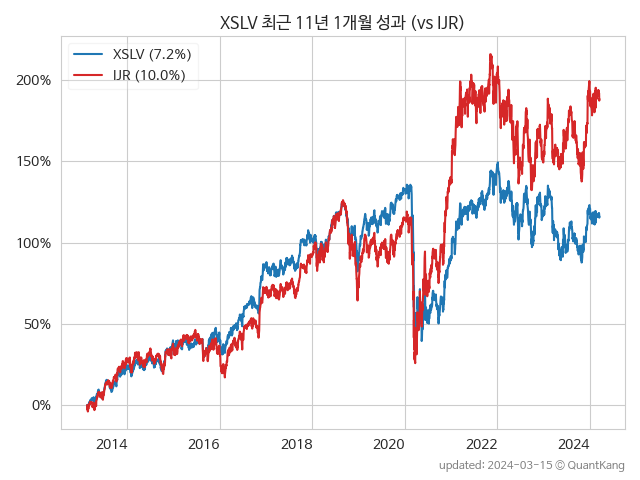 XSLV 최근 11년 1개월 성과 (vs IJR)
XSLV (7.2%)
IJR (10.0%)
200%
150%
100%
50%
0%
2014 2016 2018 2020 2022 2024
updated: 2024-03-15 © QuantKang